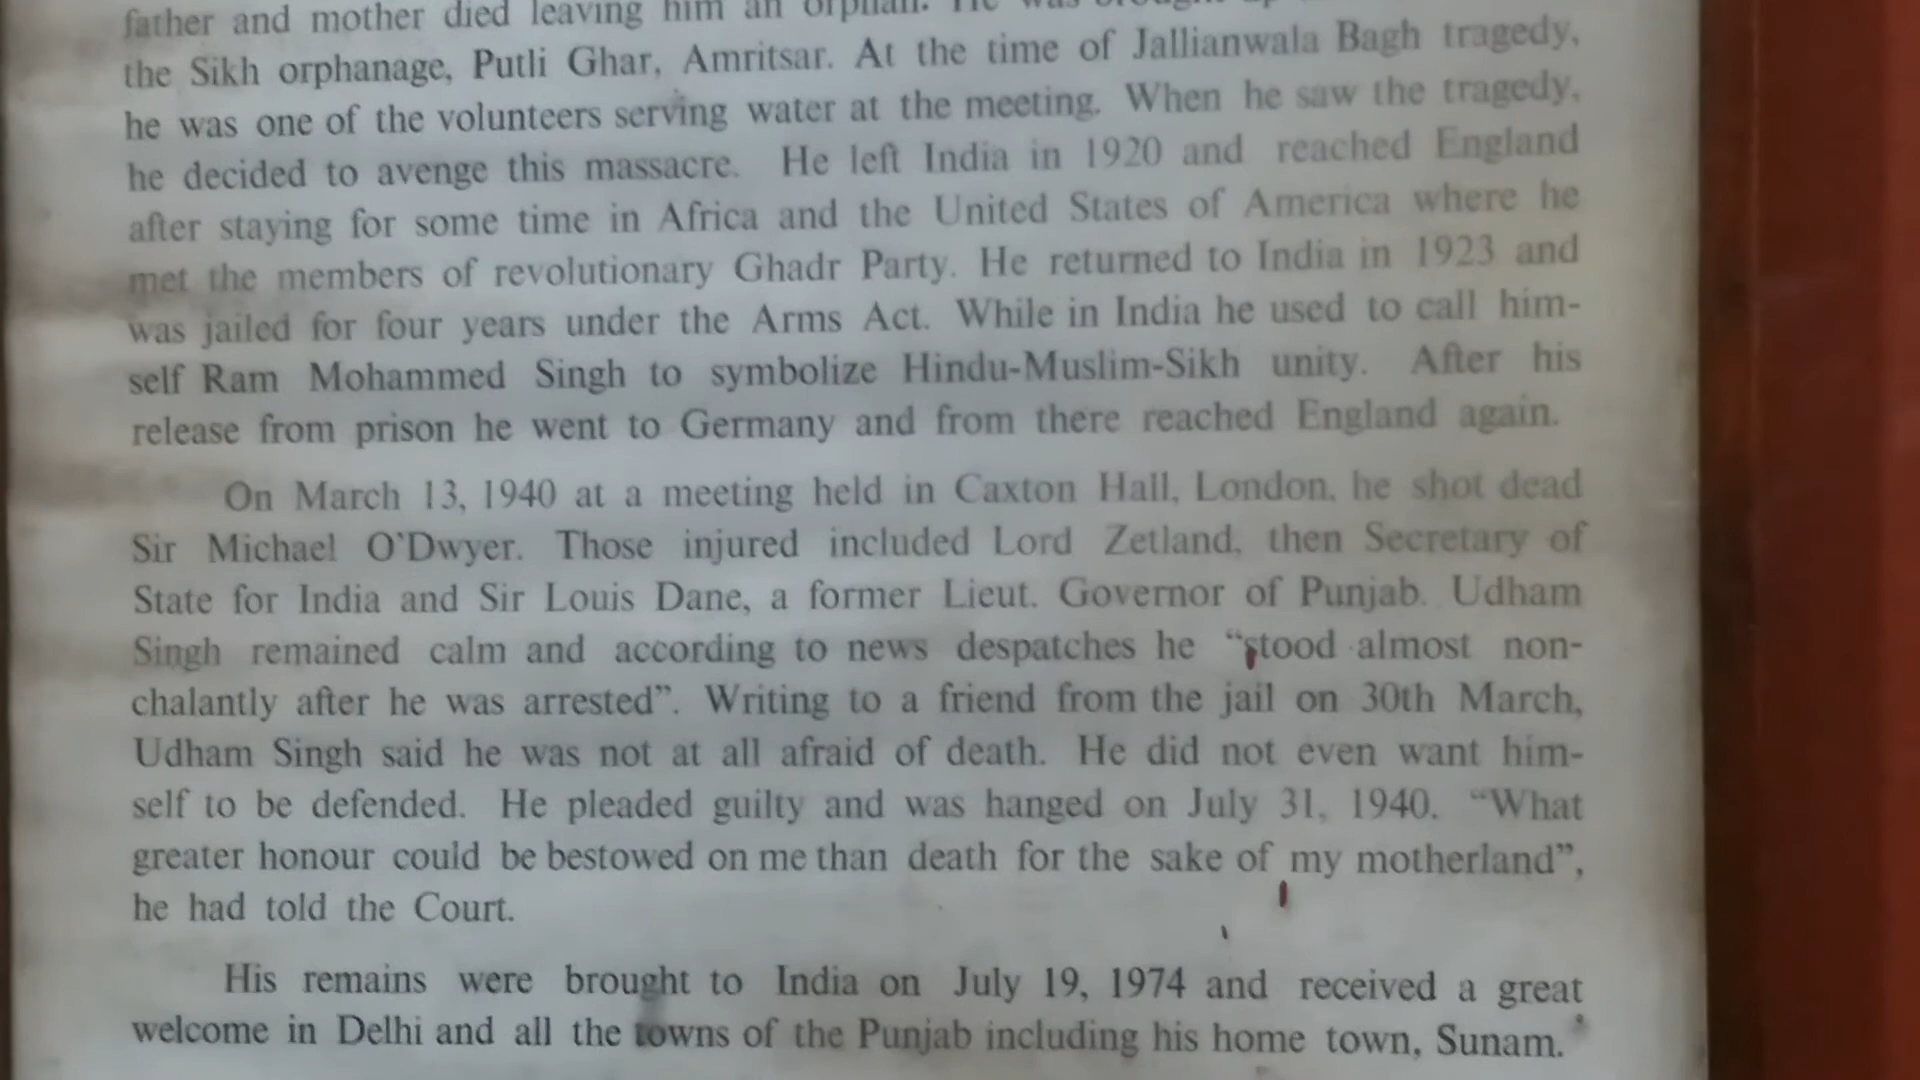 father and mother died leaving him an orphan. He was brought up
the Sikh orphanage, Putli Ghar, Amritsar. At the time of Jallianwala Bagh tragedy,
he was one of the volunteers serving water at the meeting. When he saw the tragedy,
he decided to avenge this massacre. He left India in 1920 and reached England
after staying for some time in Africa and the United States of America where he
met the members of revolutionary Ghadr Party. He returned to India in 1923 and
was jailed for four years under the Arms Act. While in India he used to call him-
self Ram Mohammed Singh to symbolize Hindu-Muslim-Sikh unity. After his
release from prison he went to Germany and from there reached England again.
On March 13, 1940 at a meeting held in Caxton Hall, London, he shot dead
Sir Michael O'Dwyer. Those injured included Lord Zetland, then Secretary of
State for India and Sir Louis Dane, a former Lieut. Governor of Punjab. Udham
Singh remained calm and according to news despatches he “stood almost non-
chalantly after he was arrested”. Writing to a friend from the jail on 30th March,
Udham Singh said he was not at all afraid of death. He did not even want him-
self to be defended. He pleaded guilty and was hanged on July 31, 1940. “What
greater honour could be bestowed on me than death for the sake of my motherland”,
he had told the Court.
His remains were brought to India on July 19, 1974 and received a great
welcome in Delhi and all the towns of the Punjab including his home town, Sunam.